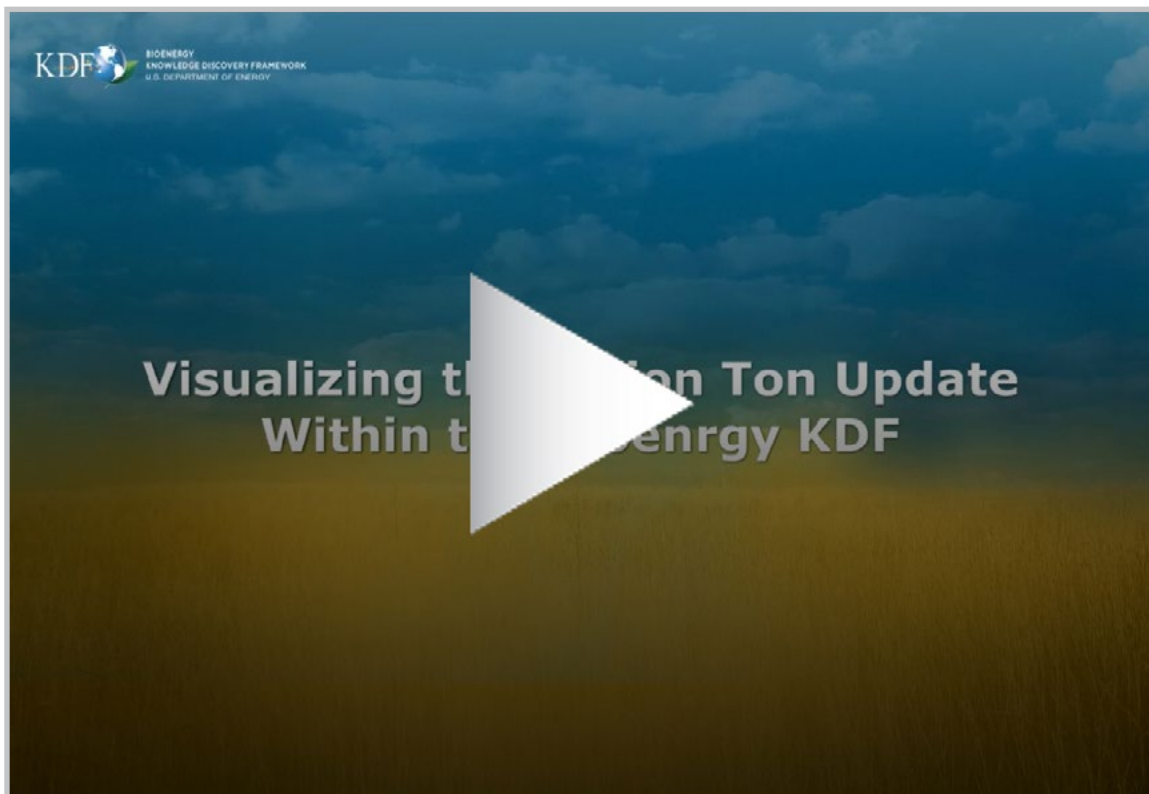 KDF
BIOENERGY
KNOWLEDGE DISCOVERY FRAMEWORK
U.S. DEPARTMENT OF ENERGY
Visualizing Ton Update
Within KDF